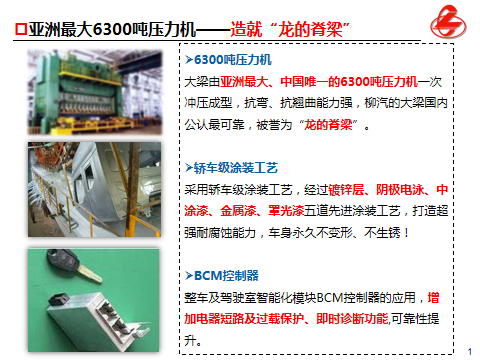 亚洲最大6300吨压力机——造就“龙的脊梁”
➢6300吨压力机
大梁由亚洲最大、中国唯一的6300吨压力机一次
冲压成型，抗弯、抗翘曲能力强，柳汽的大梁国内
公认最可靠，被誉为“龙的脊梁”。
➢轿车级涂装工艺
采用轿车级涂装工艺，经过镀锌层、阴极电泳、中
涂漆、金属漆、罩光漆五道先进涂装工艺，打造超
强耐腐蚀能力，车身永久不变形、不生锈！
➢BCM控制器
整车及驾驶室智能化模块BCM控制器的应用，增
加电器短路及过载保护、即时诊断功能,可靠性提
升。
1